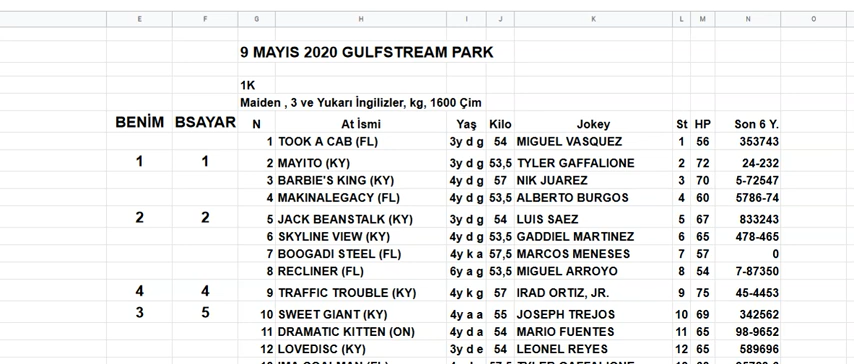 E F G H I J K L M N O
9 MAYIS 2020 GULFSTREAM PARK
1K
Maiden , 3 ve Yukarı İngilizler, kg, 1600 Çim
BENİM BSAYAR N At İsmi Yaş Kilo Jokey St HP Son 6 Y.
1 TOOK A CAB (FL) 3y d g 54 MIGUEL VASQUEZ 1 56 353743
1 1 2 MAYITO (KY) 3y d g 53,5 TYLER GAFFALIONE 2 72 24-232
3 BARBIE'S KING (KY) 4y d g 57 NIK JUAREZ 3 70 5-72547
4 MAKINALEGACY (FL) 4y d g 53,5 ALBERTO BURGOS 4 60 5786-74
2 2 5 JACK BEANSTALK (KY) 3y d g 54 LUIS SAEZ 5 67 833243
6 SKYLINE VIEW (KY) 4y d g 53,5 GADDIEL MARTINEZ 6 65 478-465
7 BOOGADI STEEL (FL) 4y k a 57,5 MARCOS MENESES 7 57 0
8 RECLINER (FL) 6y a g 53,5 MIGUEL ARROYO 8 54 7-87350
4 4 9 TRAFFIC TROUBLE (KY) 4y k g 57 IRAD ORTIZ, JR. 9 75 45-4453
3 5 10 SWEET GIANT (KY) 4y a a 55 JOSEPH TREJOS 10 69 342562
11 DRAMATIC KITTEN (ON) 4y d a 54 MARIO FUENTES 11 65 98-9652
12 LOVEDISC (KY) 3y d e 54 LEONEL REYES 12 65 589696